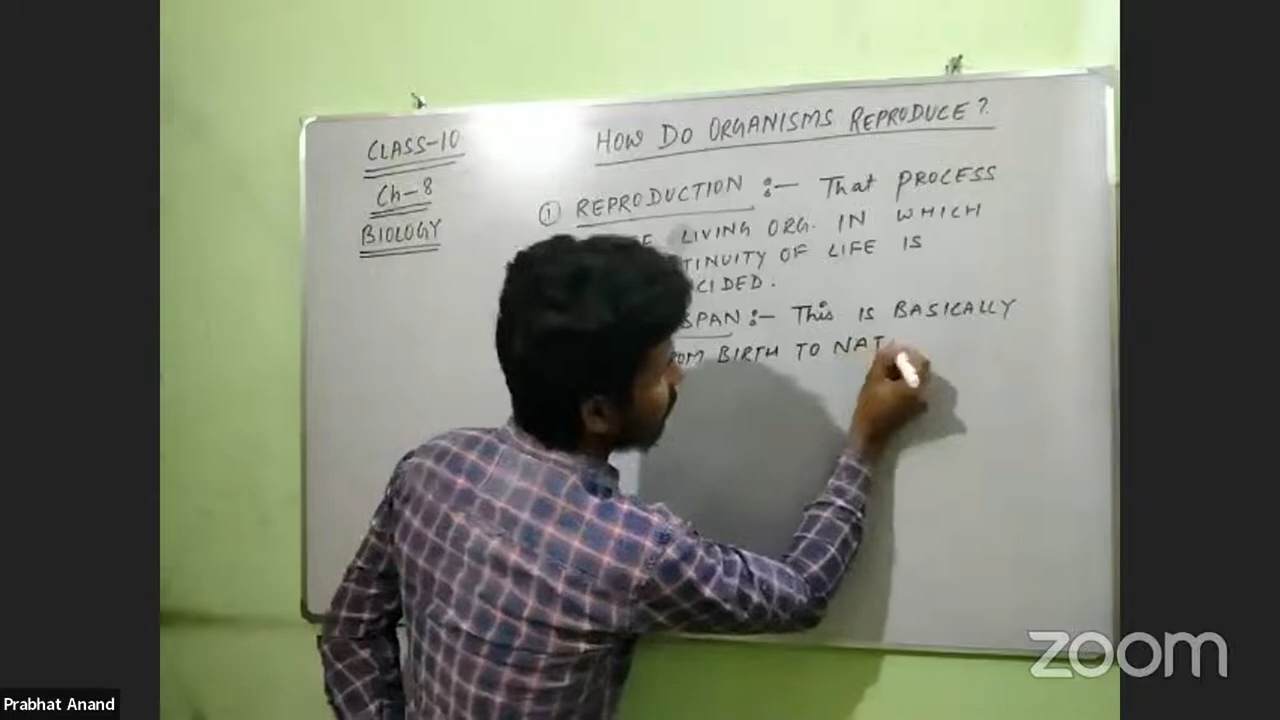 CLASS-10
Ch-8
BIOLOGY
HOW DO ORGANISMS REPRODUCE?
① REPRODUCTION :- That PROCESS
LIVING ORG. IN WHICH
TINUITY OF LIFE IS
CIDED.
SPAN :- This IS BASICALLY
ROM BIRTH TO NAT
zoom
Prabhat Anand